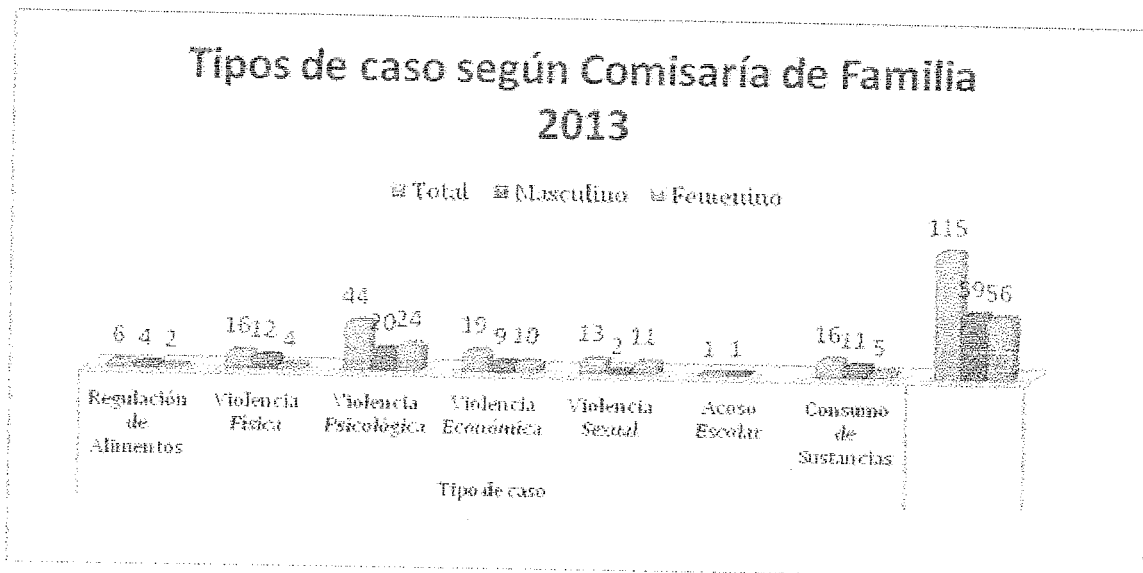 Tipos de caso según Comisaría de Familia
2013
Total Masculino Femenino
6 4 2
16 12 4
44 20 24
19 9 10
13 2 11
1 1
16 11 5
115 59 56
Regulación
de
Alimentos
Violencia
Física
Violencia
Psicológica
Violencia
Económica
Violencia
Sexual
Acoso
Escolar
Consumo
de
Sustancias
Tipo de caso